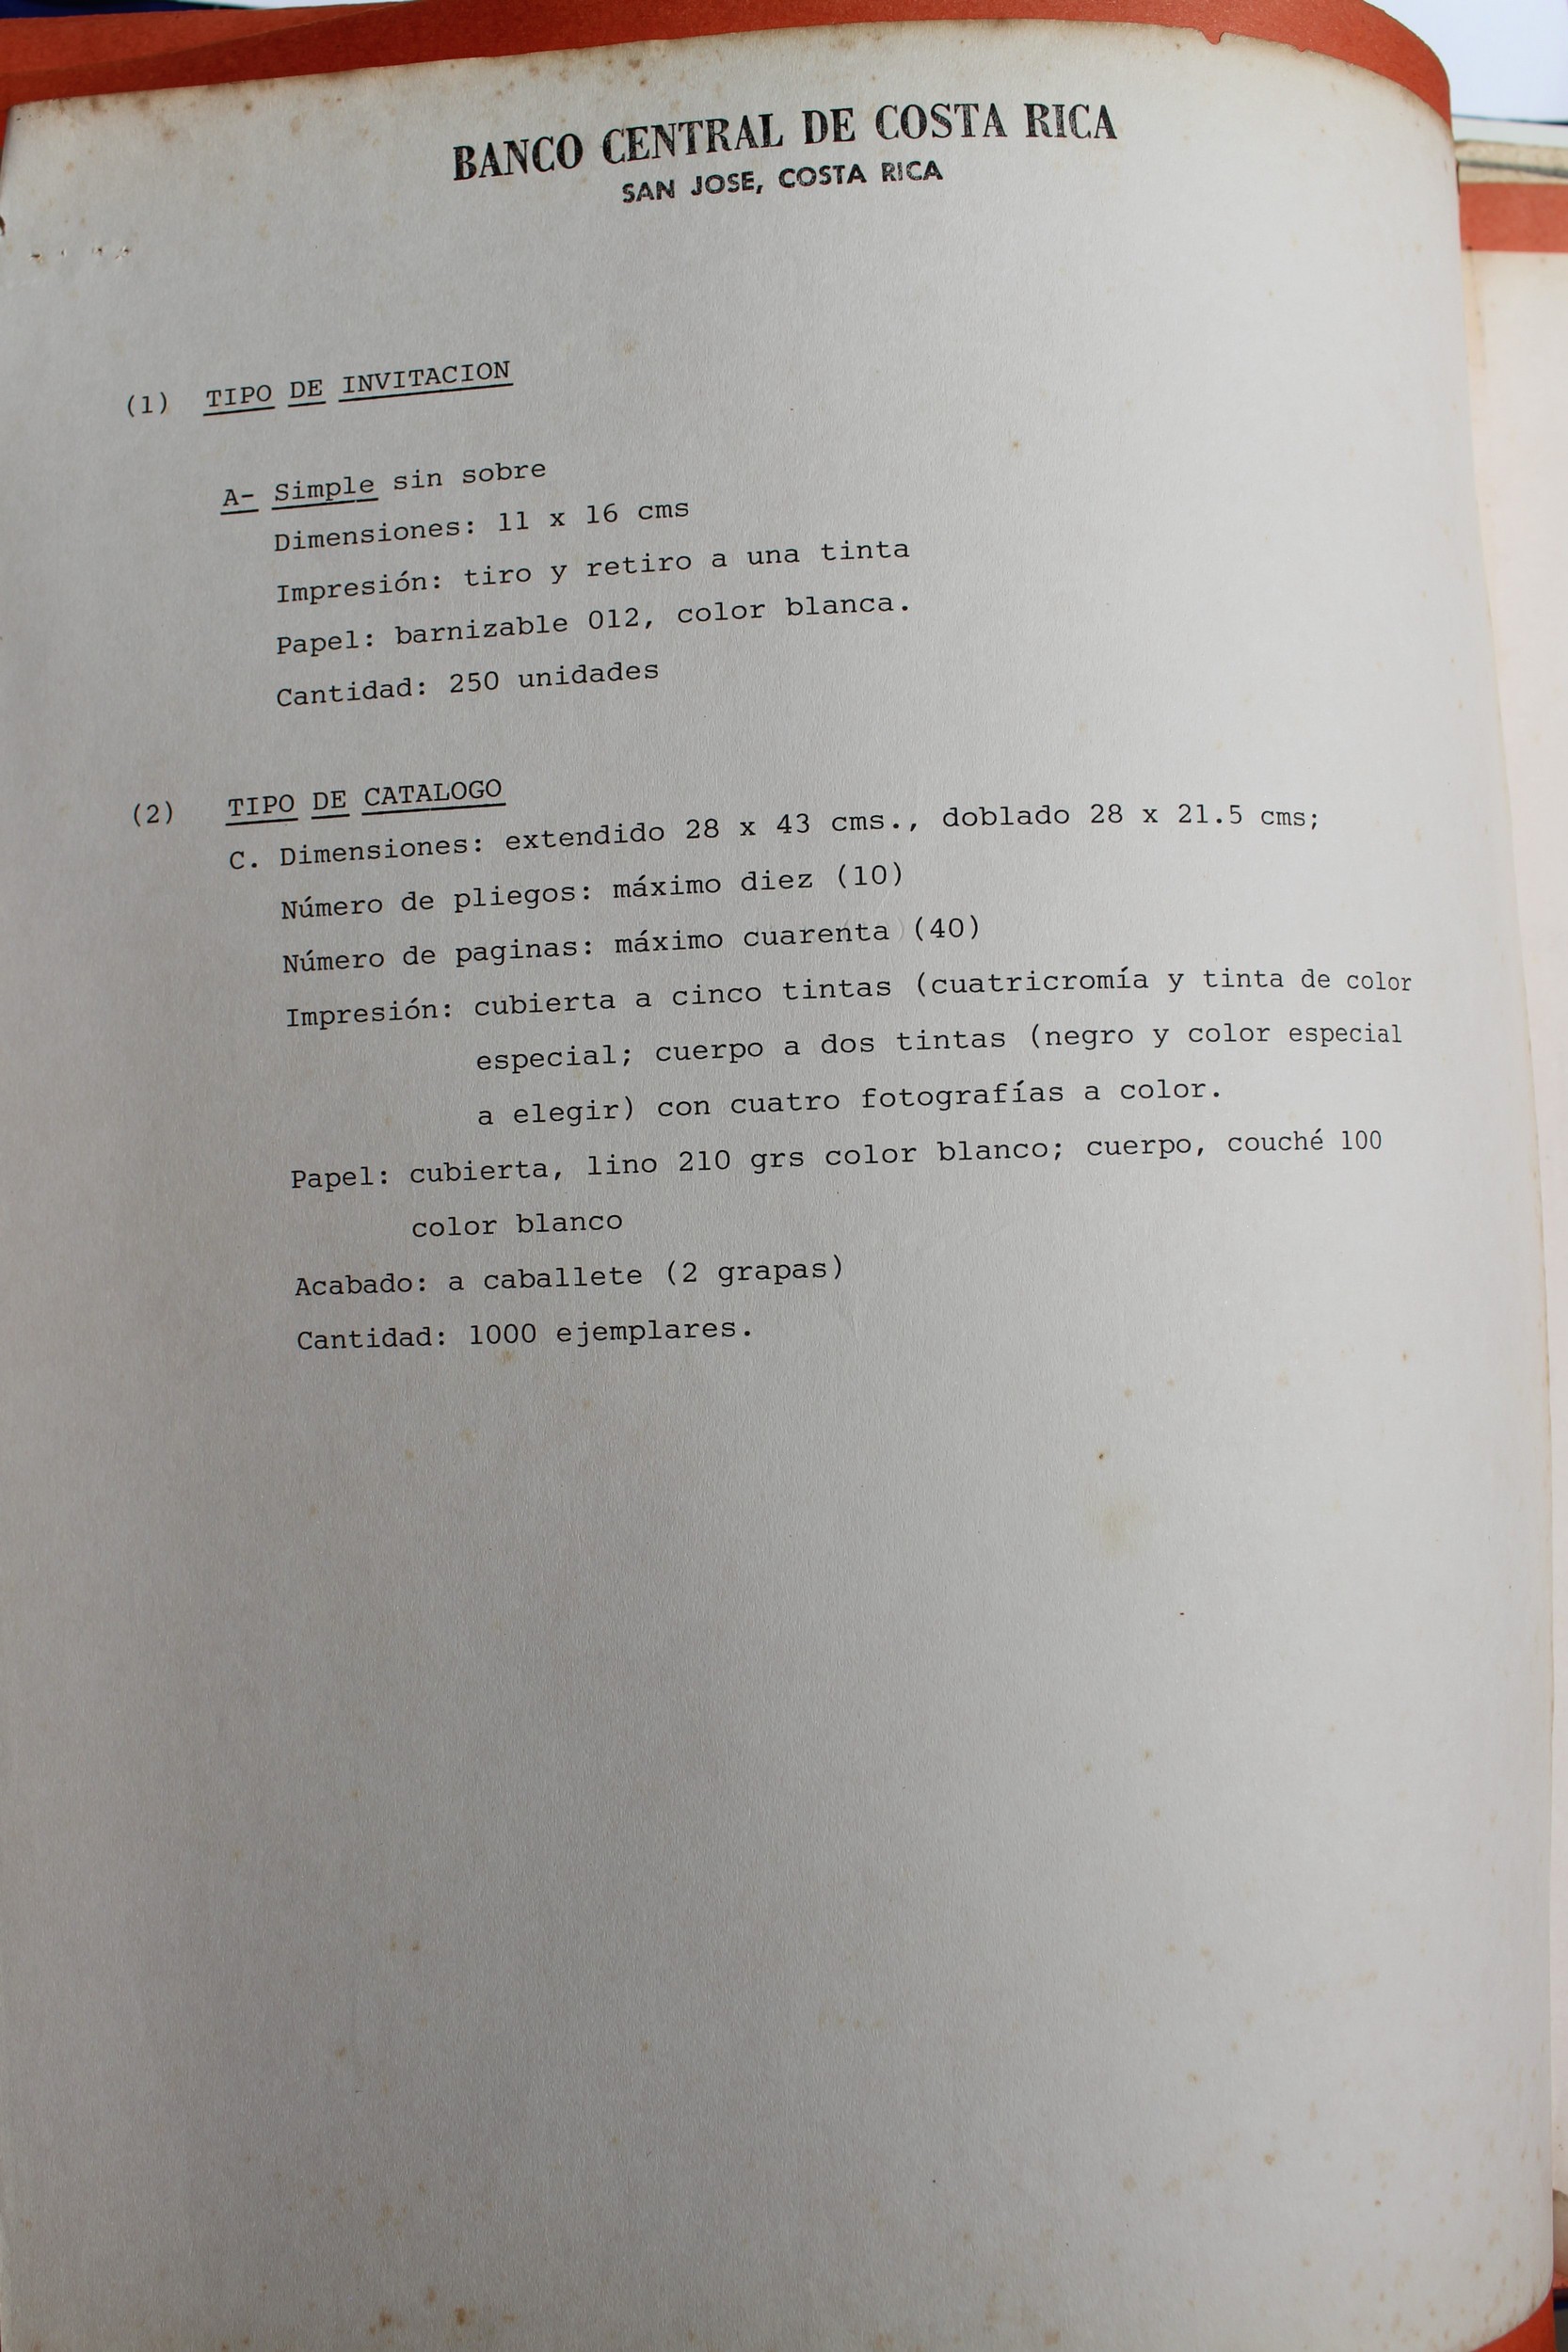 BANCO CENTRAL DE COSTA RICA
SAN JOSE, COSTA RICA
(1) TIPO DE INVITACION
A- Simple sin sobre
Dimensiones: 11 x 16 cms
Impresión: tiro y retiro a una tinta
Papel: barnizable 012, color blanca.
Cantidad: 250 unidades
(2) TIPO DE CATALOGO
C. Dimensiones: extendido 28 x 43 cms., doblado 28 x 21.5 cms;
Número de pliegos: máximo diez (10)
Número de paginas: máximo cuarenta (40)
Impresión: cubierta a cinco tintas (cuatricromía y tinta de color
especial; cuerpo a dos tintas (negro y color especial
a elegir) con cuatro fotografías a color.
Papel: cubierta, lino 210 grs color blanco; cuerpo, couché 100
color blanco
Acabado: a caballete (2 grapas)
Cantidad: 1000 ejemplares.